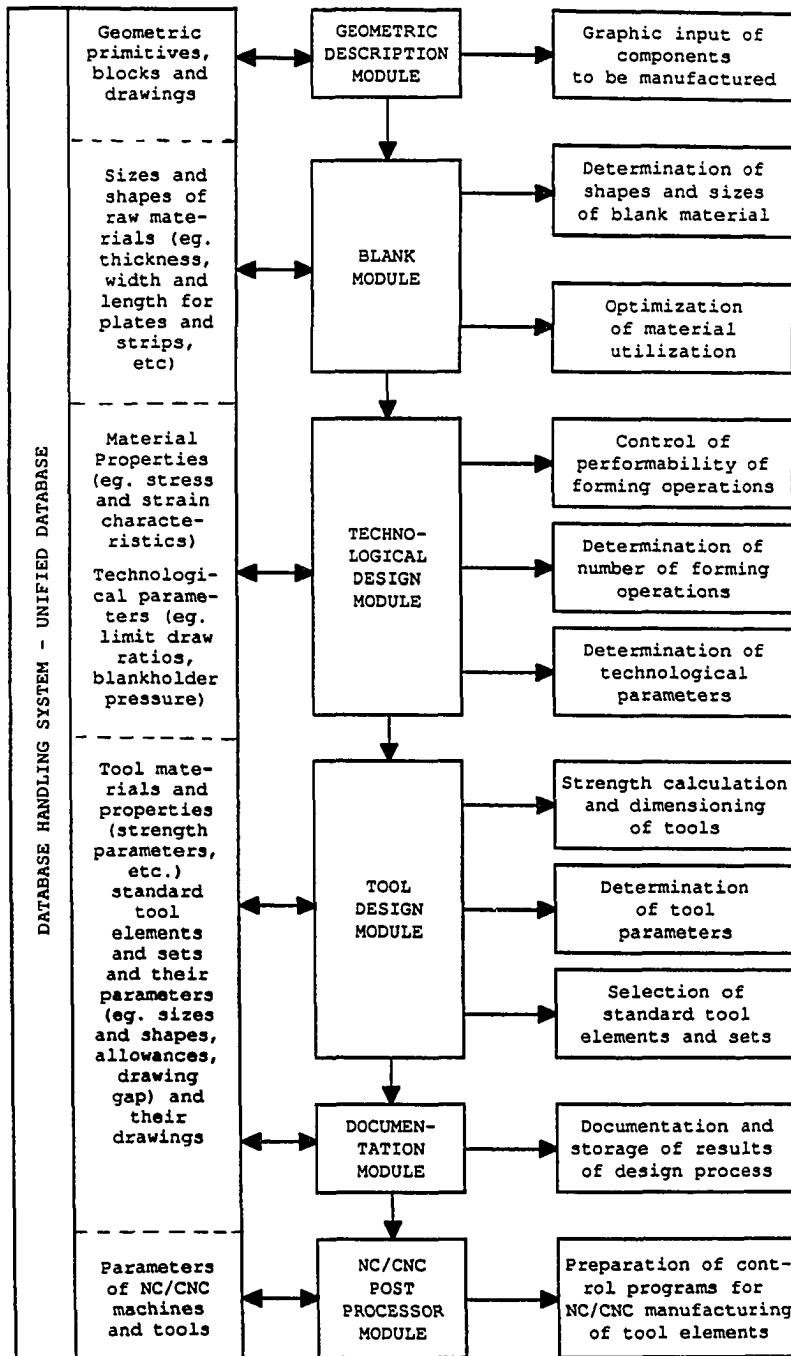 DATABASE HANDLING SYSTEM - UNIFIED DATABASE
Geometric
primitives,
blocks and
drawings
GEOMETRIC
DESCRIPTION
MODULE
Graphic input of
components
to be manufactured
Sizes and
shapes of
raw mate-
rials (eg.
thickness,
width and
length for
plates and
strips,
etc)
BLANK
MODULE
Determination of
shapes and sizes
of blank material
Optimization
of material
utilization
Material
Properties
(eg. stress
and strain
characte-
ristics)
Technologi-
cal parame-
ters (eg.
limit draw
ratios,
blankholder
pressure)
TECHNO-
LOGICAL
DESIGN
MODULE
Control of
performability of
forming operations
Determination of
number of forming
operations
Determination of
technological
parameters
Tool mate-
rials and
properties
(strength
parameters,
etc.)
standard
tool
elements
and sets
and their
parameters
(eg. sizes
and shapes,
allowances,
drawing
gap) and
their
drawings
TOOL
DESIGN
MODULE
Strength calculation
and dimensioning
of tools
Determination
of tool
parameters
Selection of
standard tool
elements and sets
DOCUMEN-
TATION
MODULE
Documentation and
storage of results
of design process
Parameters
of NC/CNC
machines
and tools
NC/CNC
POST
PROCESSOR
MODULE
Preparation of cont-
rol programs for
NC/CNC manufacturing
of tool elements